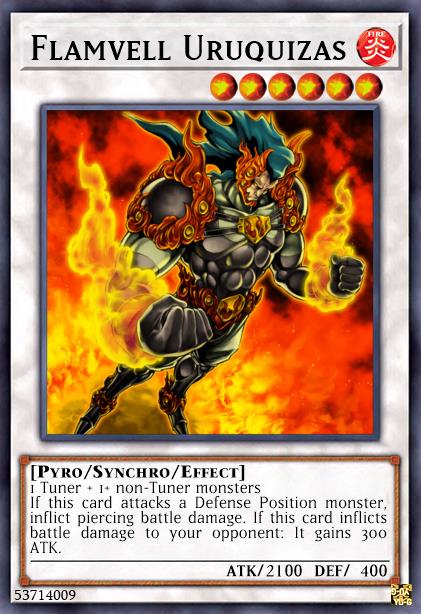 Flamvell Uruquizas
FIRE
炎
[Pyro/Synchro/Effect]
1 Tuner + 1+ non-Tuner monsters
If this card attacks a Defense Position monster,
inflict piercing battle damage. If this card inflicts
battle damage to your opponent: It gains 300
ATK.
ATK/2100 DEF/ 400
53714009